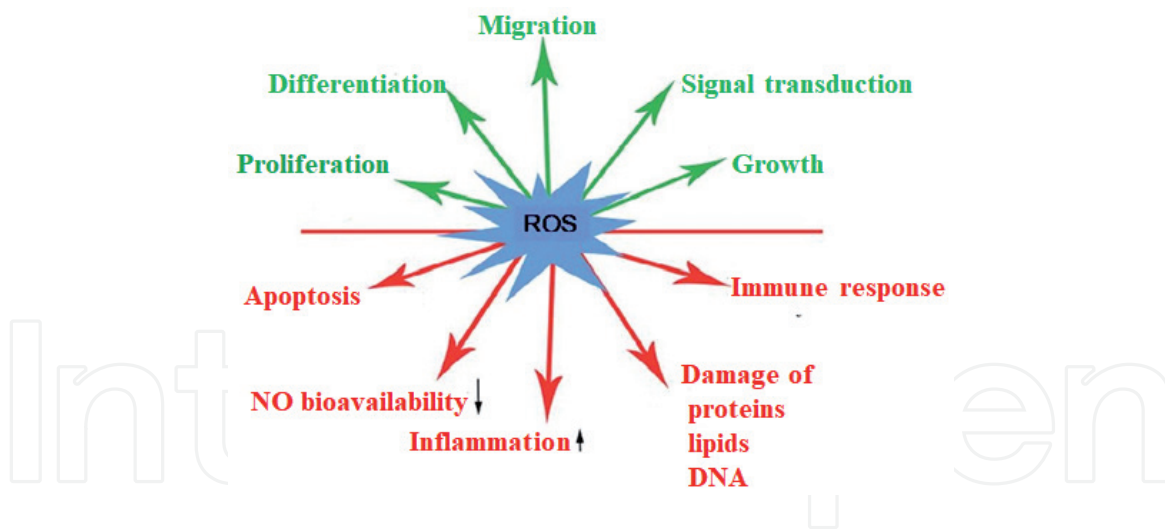 Migration
Differentiation
Signal transduction
Proliferation
Growth
ROS
Apoptosis
Immune response
NO bioavailability ↓
Inflammation ↑
Damage of
proteins
lipids
DNA